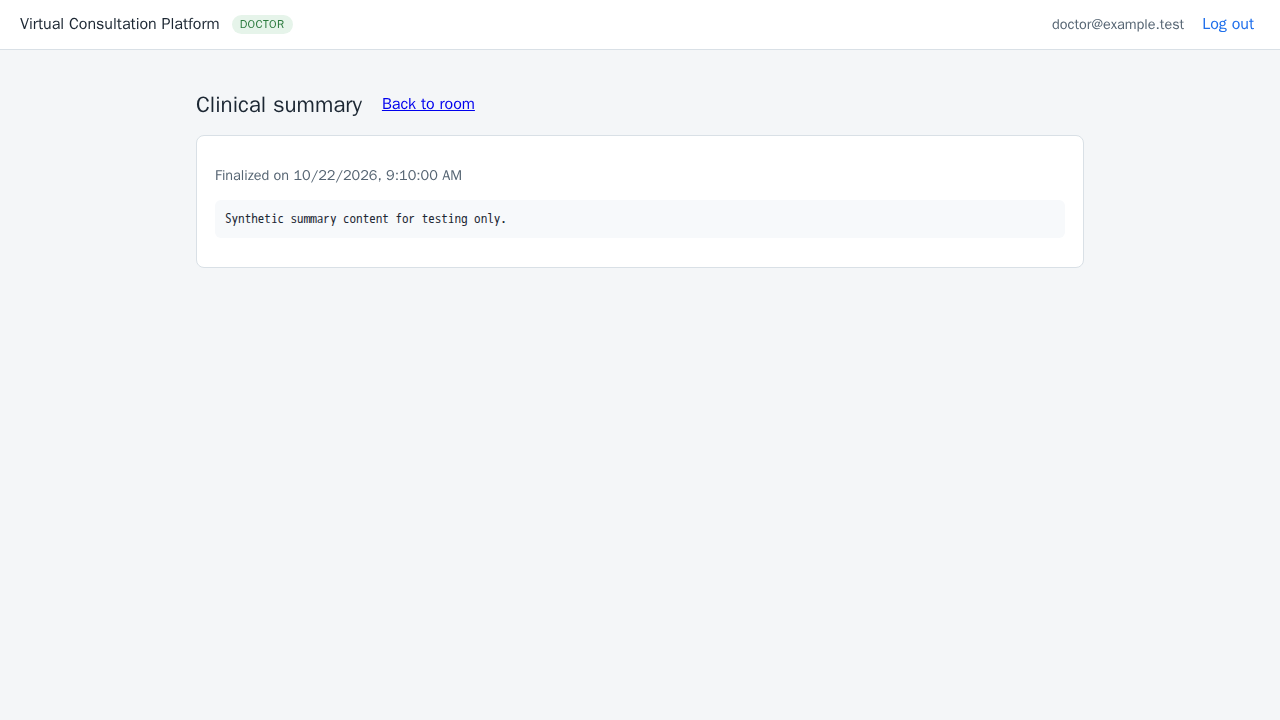 Virtual Consultation Platform DOCTOR doctor@example.test Log out
Clinical summary Back to room
Finalized on 10/22/2026, 9:10:00 AM
Synthetic summary content for testing only.